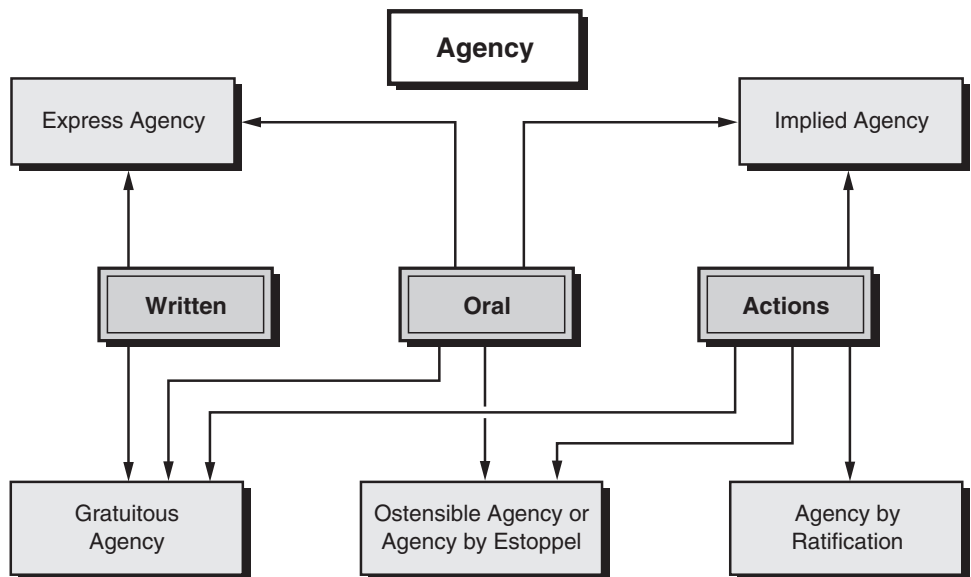 Agency
Express Agency
Implied Agency
Written
Oral
Actions
Gratuitous
Agency
Ostensible Agency or
Agency by Estoppel
Agency by
Ratification